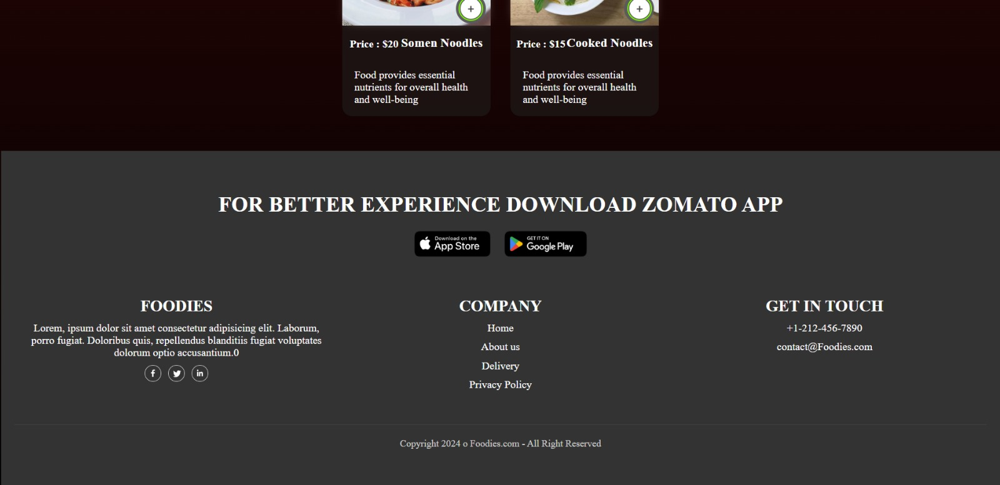 +
+
Price : $20 Somen Noodles
Price : $15 Cooked Noodles
Food provides essential
nutrients for overall health
and well-being
Food provides essential
nutrients for overall health
and well-being
FOR BETTER EXPERIENCE DOWNLOAD ZOMATO APP
Download on the
App Store
GET IT ON
Google Play
FOODIES
Lorem, ipsum dolor sit amet consectetur adipisicing elit. Laborum,
porro fugiat. Doloribus quis, repellendus blanditiis fugiat voluptates
dolorum optio accusantium.0
f
in
COMPANY
Home
About us
Delivery
Privacy Policy
GET IN TOUCH
+1-212-456-7890
contact@Foodies.com
Copyright 2024 o Foodies.com - All Right Reserved